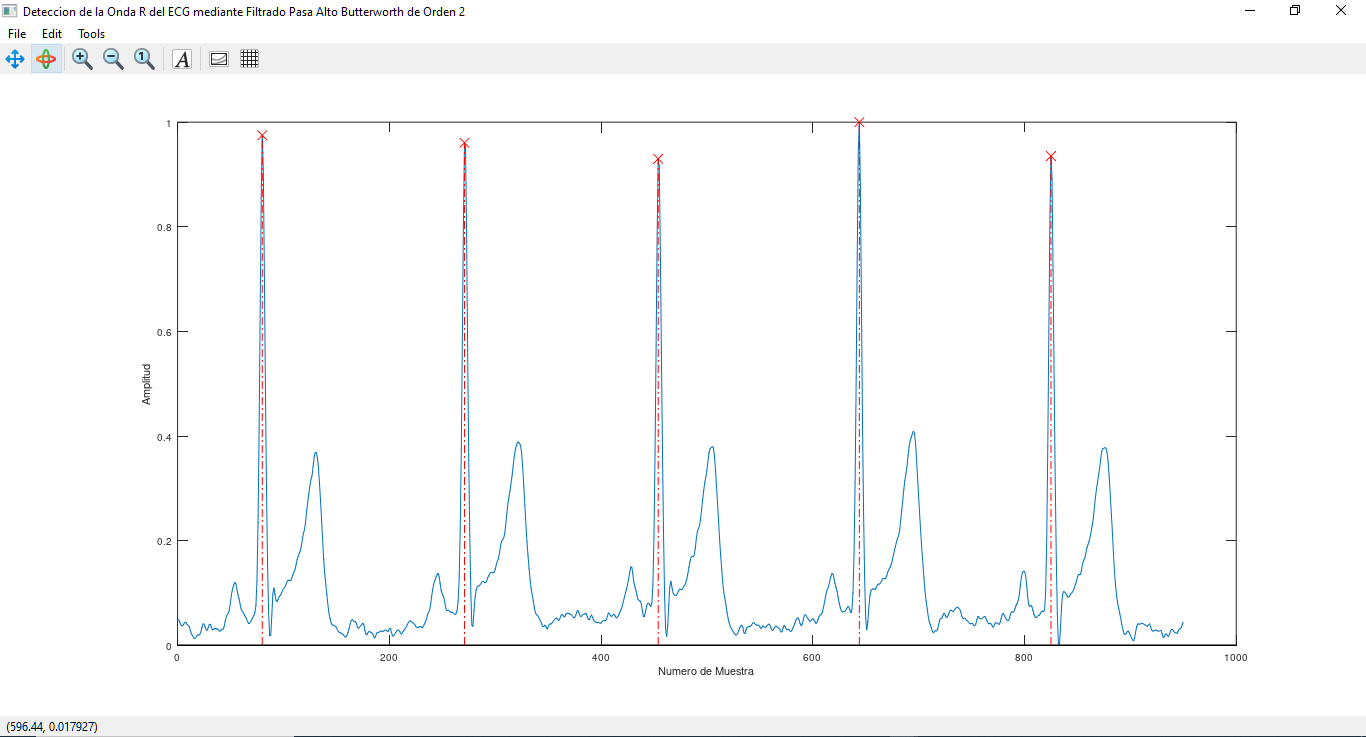 Deteccion de la Onda R del ECG mediante Filtrado Pasa Alto Butterworth de Orden 2
File Edit Tools
1 A
1
0.8
0.6
0.4
0.2
0
Amplitud
0 200 400 600 800 1000
Numero de Muestra
(596.44, 0.017927)